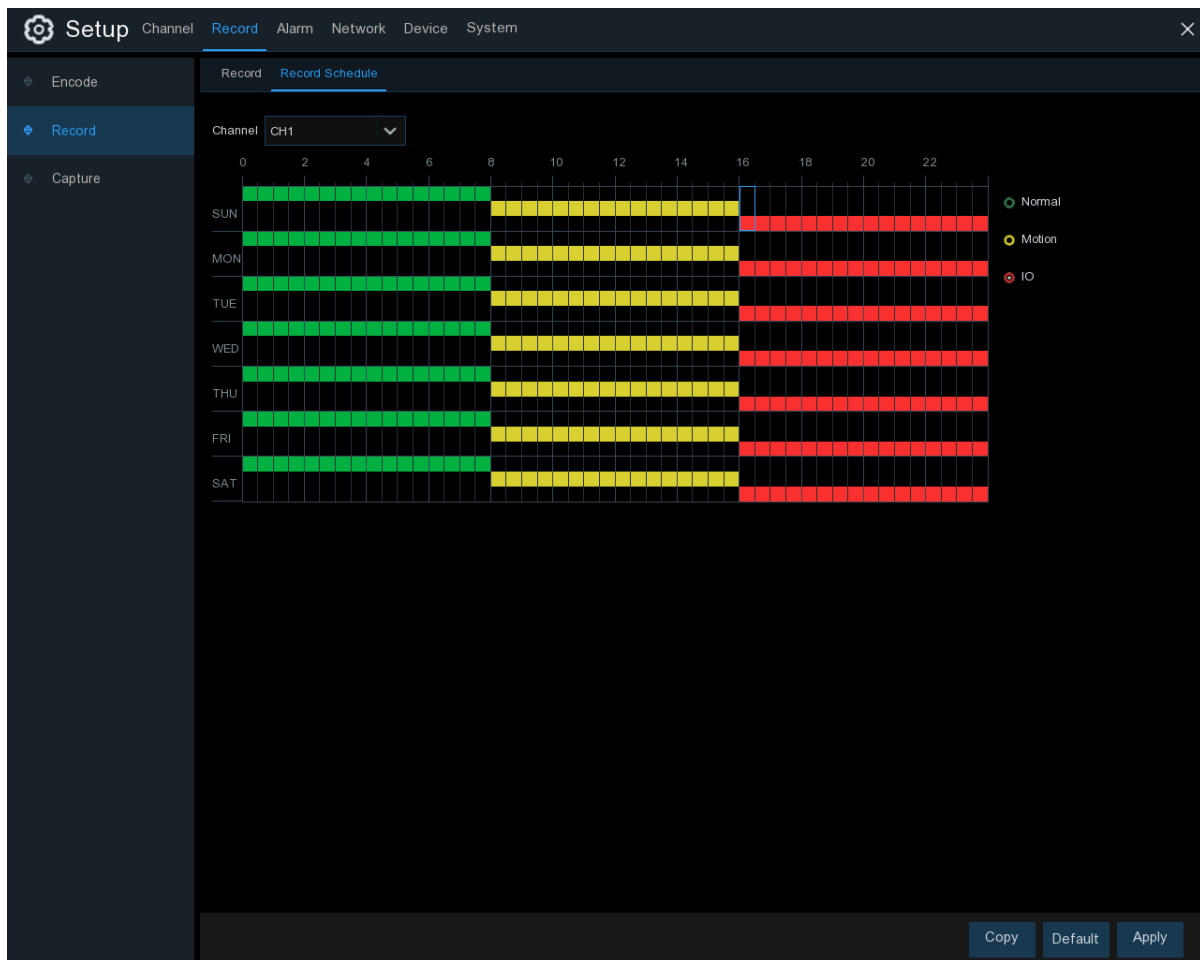 Setup Channel Record Alarm Network Device System
Encode
Record
Capture
Record Record Schedule
Channel CH1
0 2 4 6 8 10 12 14 16 18 20 22
SUN
MON
TUE
WED
THU
FRI
SAT
Normal
Motion
IO
Copy Default Apply